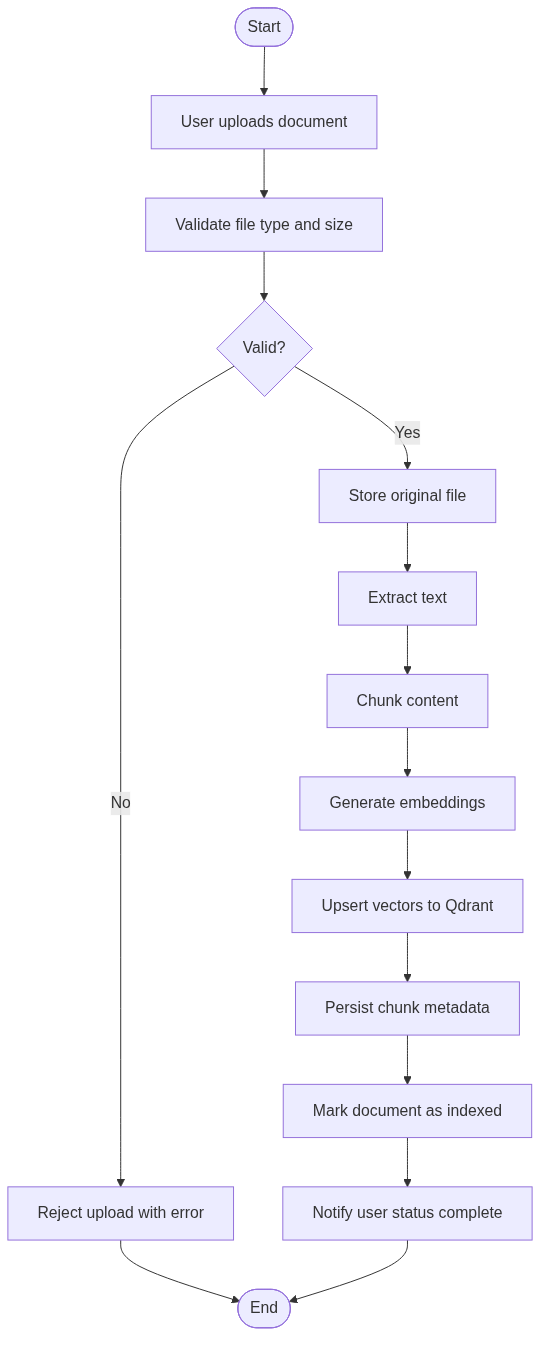 Start
User uploads document
Validate file type and size
Valid?
Yes
Store original file
Extract text
Chunk content
No
Generate embeddings
Upsert vectors to Qdrant
Persist chunk metadata
Mark document as indexed
Reject upload with error
Notify user status complete
End